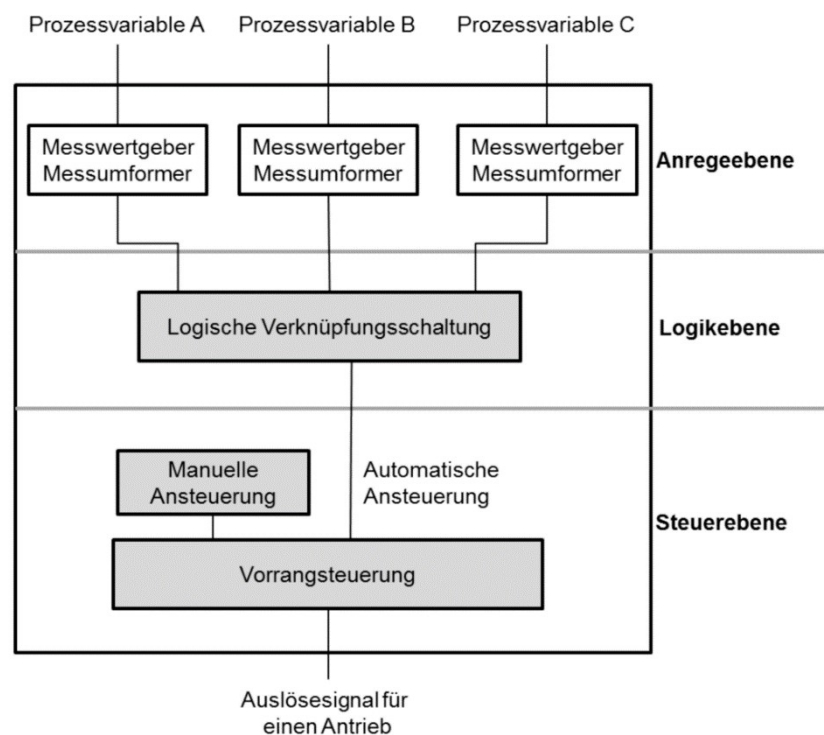 Prozessvariable A
Prozessvariable B
Prozessvariable C
Messwertgeber
Messumformer
Messwertgeber
Messumformer
Messwertgeber
Messumformer
Anregeebene
Logische Verknüpfungsschaltung
Logikebene
Manuelle
Ansteuerung
Automatische
Ansteuerung
Steuerebene
Vorrangsteuerung
Auslösesignal für
einen Antrieb